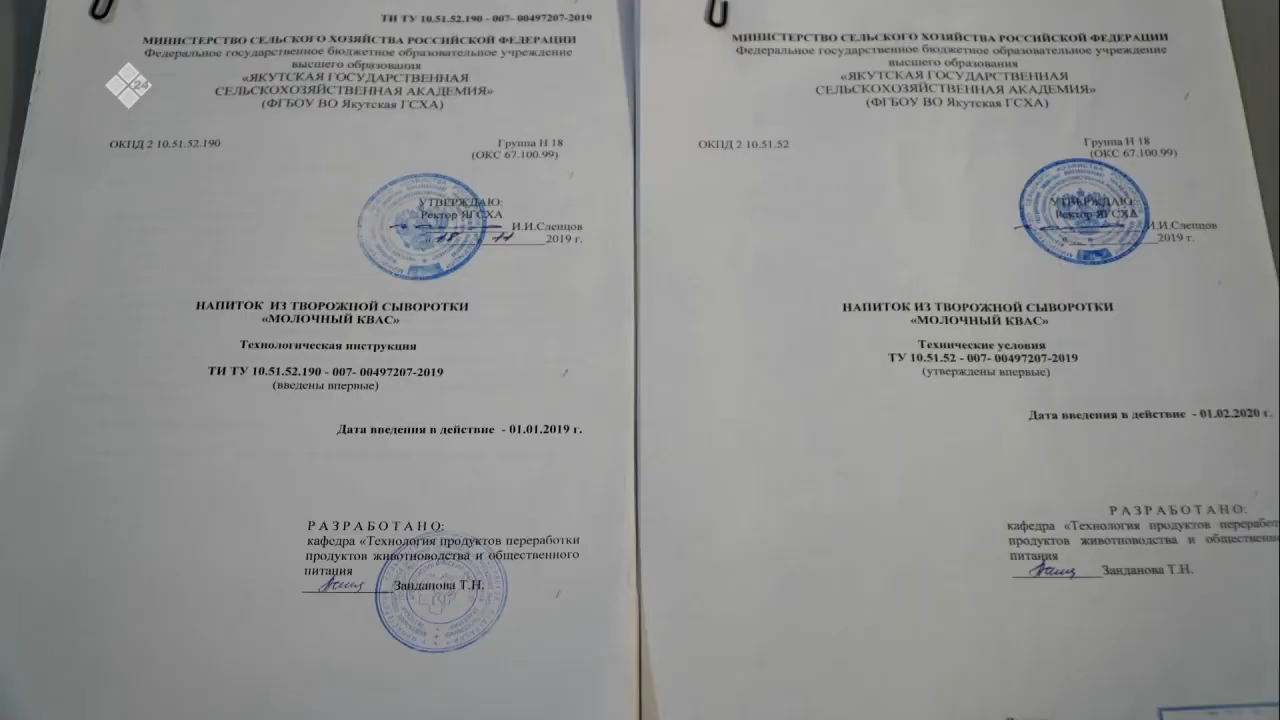 ТИ ТУ 10.51.52.190 - 007- 00497207-2019
МИНИСТЕРСТВО СЕЛЬСКОГО ХОЗЯЙСТВА РОССИЙСКОЙ ФЕДЕРАЦИИ
Федеральное государственное бюджетное образовательное учреждение
высшего образования
«ЯКУТСКАЯ ГОСУДАРСТВЕННАЯ
СЕЛЬСКОХОЗЯЙСТВЕННАЯ АКАДЕМИЯ»
(ФГБОУ ВО Якутская ГСХА)
24
ОКПД 2 10.51.52.190
Группа Н 18
(ОКС 67.100.99)
УТВЕРЖДАЮ:
Ректор ЯГСХА
И.И.Слепцов
« 18 11 2019 г.
НАПИТОК ИЗ ТВОРОЖНОЙ СЫВОРОТКИ
«МОЛОЧНЫЙ КВАС»
Технологическая инструкция
ТИ ТУ 10.51.52.190 - 007- 00497207-2019
(введены впервые)
Дата введения в действие - 01.01.2019 г.
РАЗРАБОТАНО:
кафедра «Технология продуктов переработки
продуктов животноводства и общественного
питания
Занданова Т.Н.
МИНИСТЕРСТВО СЕЛЬСКОГО ХОЗЯЙСТВА РОССИЙСКОЙ ФЕДЕРАЦИИ
Федеральное государственное бюджетное образовательное учреждение
высшего образования
«ЯКУТСКАЯ ГОСУДАРСТВЕННАЯ
СЕЛЬСКОХОЗЯЙСТВЕННАЯ АКАДЕМИЯ»
(ФГБОУ ВО Якутская ГСХА)
ОКПД 2 10.51.52
Группа Н 18
(ОКС 67.100.99)
УТВЕРЖДАЮ:
Ректор ЯГСХА
И.И.Слепцов
2019 г.
НАПИТОК ИЗ ТВОРОЖНОЙ СЫВОРОТКИ
«МОЛОЧНЫЙ КВАС»
Технические условия
ТУ 10.51.52 - 007- 00497207-2019
(утверждены впервые)
Дата введения в действие - 01.02.2020 г.
РАЗРАБОТАНО:
кафедра «Технология продуктов
продуктов животноводства и
питания
Занданова Т.Н.